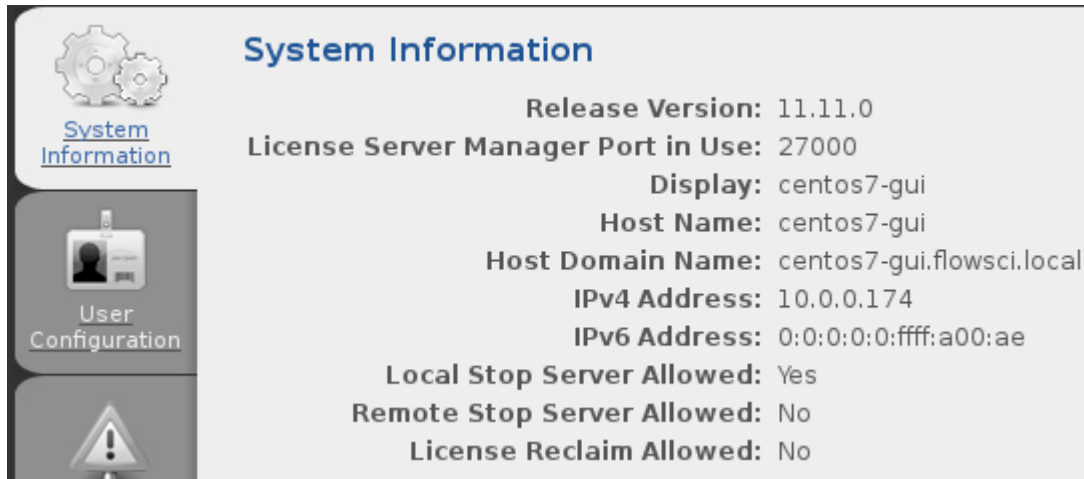 System Information
Release Version: 11.11.0
System
Information
License Server Manager Port in Use: 27000
Display: centos7-gui
Host Name: centos7-gui
Host Domain Name: centos7-gui.flowsci.local
IPv4 Address: 10.0.0.174
User
Configuration
IPv6 Address: 0:0:0:0:0:ffff:a00:ae
Local Stop Server Allowed: Yes
Remote Stop Server Allowed: No
License Reclaim Allowed: No